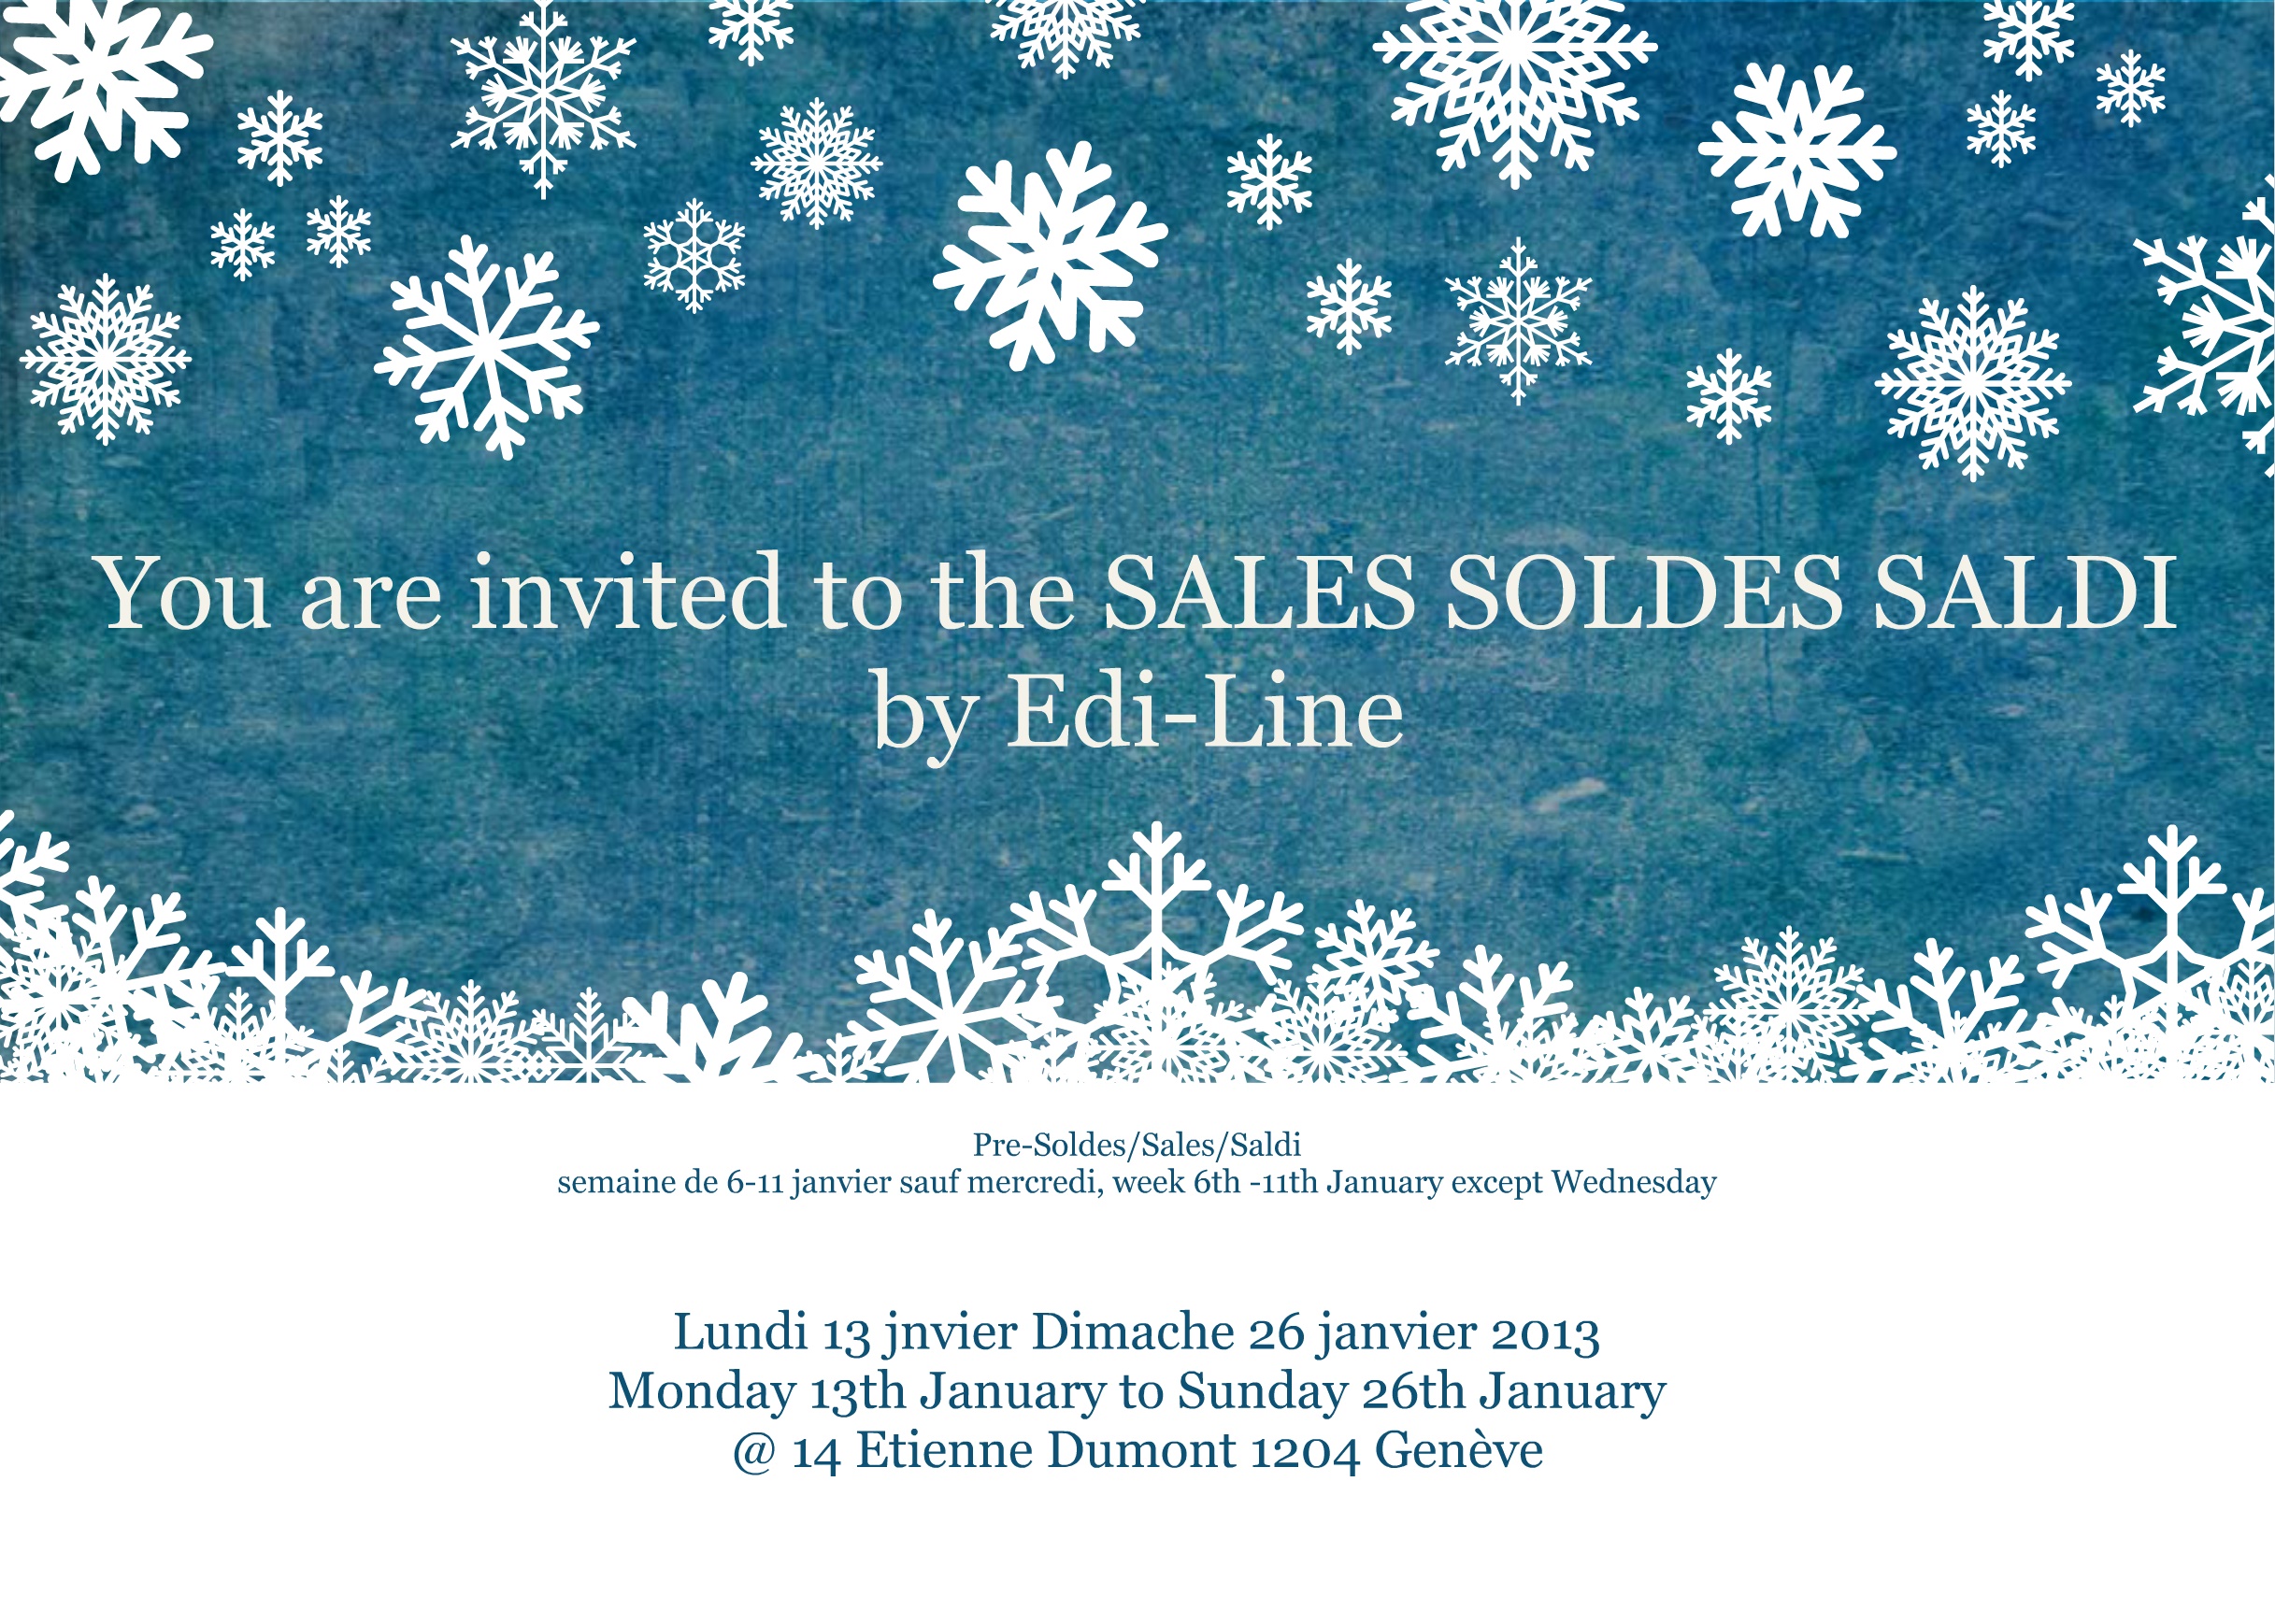 You are invited to the SALES SOLDES SALDI
by Edi-Line
Pre-Soldes/Sales/Saldi
semaine de 6-11 janvier sauf mercredi, week 6th -11th January except Wednesday
Lundi 13 jnvier Dimache 26 janvier 2013
Monday 13th January to Sunday 26th January
@ 14 Etienne Dumont 1204 Genève